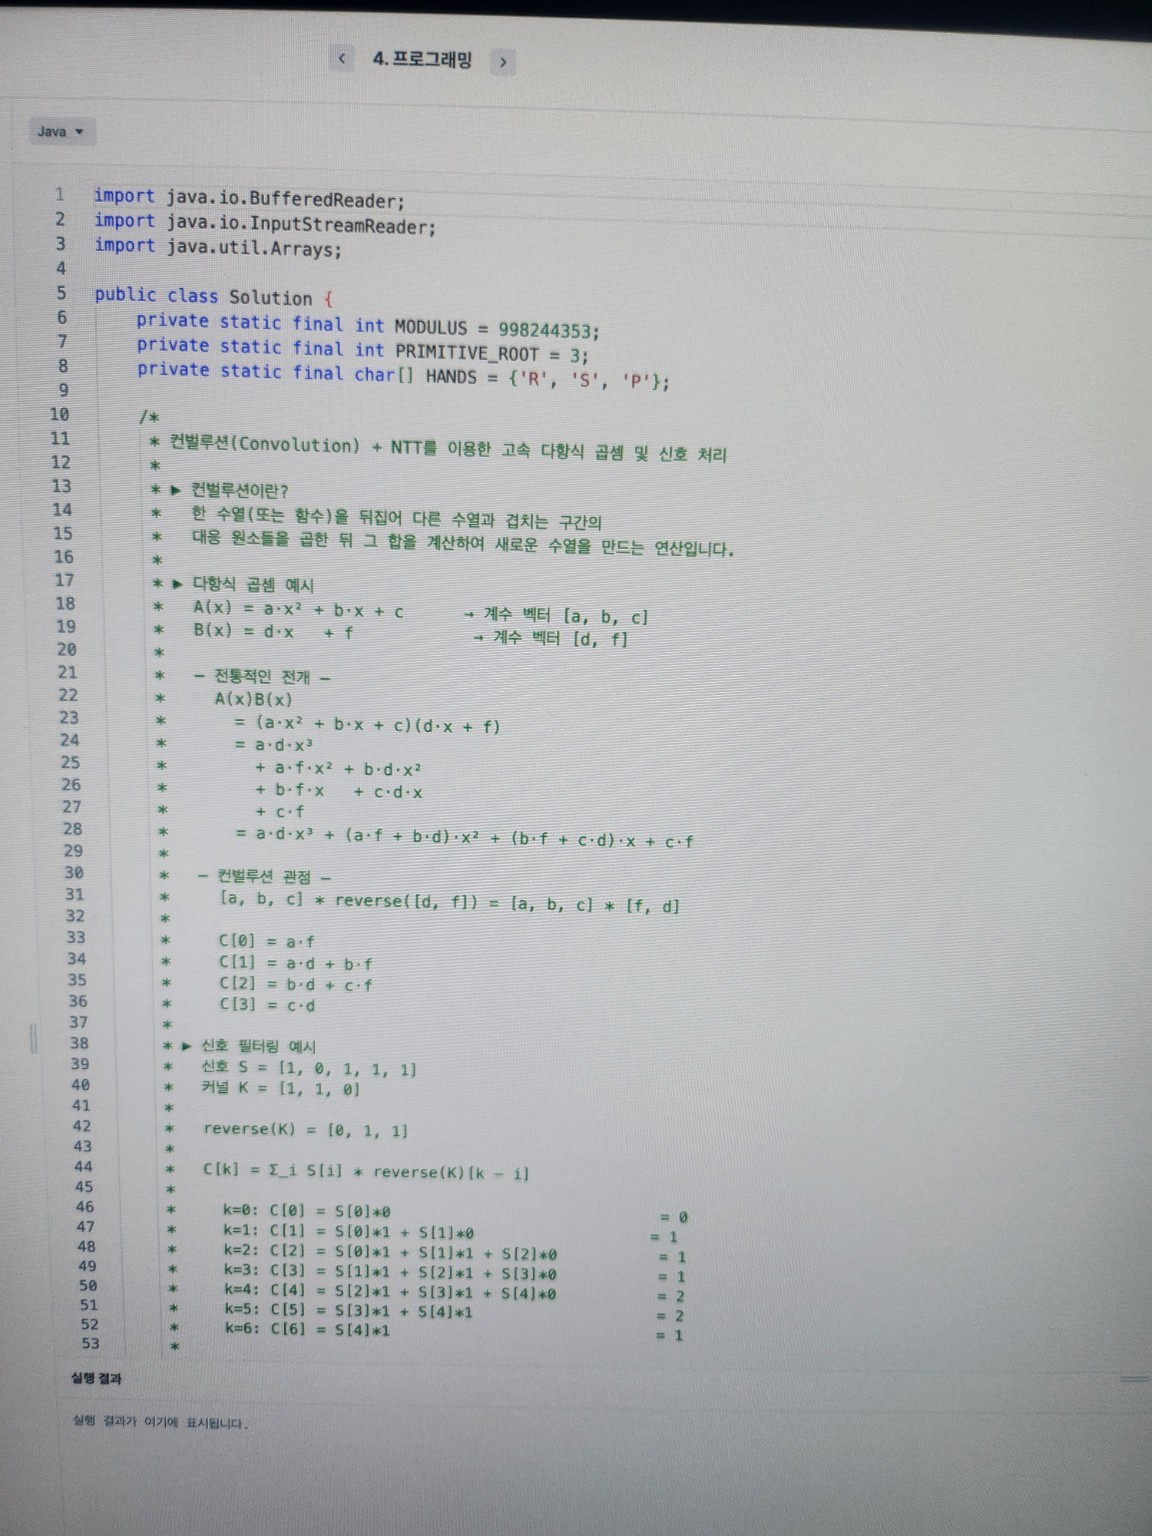 < 4. 프로그래밍 >
Java ▼
1 import java.io.BufferedReader;
2 import java.io.InputStreamReader;
3 import java.util.Arrays;
4
5 public class Solution {
6 private static final int MODULUS = 998244353;
7 private static final int PRIMITIVE_ROOT = 3;
8 private static final char[] HANDS = {'R', 'S', 'P'};
9
10 /*
11 * 컨벌루션(Convolution) + NTT를 이용한 고속 다항식 곱셈 및 신호 처리
12 *
13 * ▶ 컨벌루션이란?
14 * 한 수열(또는 함수)을 뒤집어 다른 수열과 겹치는 구간의
15 * 대응 원소들을 곱한 뒤 그 합을 계산하여 새로운 수열을 만드는 연산입니다.
16 *
17 * ▶ 다항식 곱셈 예시
18 * A(x) = a·x² + b·x + c → 계수 벡터 [a, b, c]
19 * B(x) = d·x + f → 계수 벡터 [d, f]
20 *
21 * – 전통적인 전개 –
22 * A(x)B(x)
23 * = (a·x² + b·x + c)(d·x + f)
24 * = a·d·x³
25 * + a·f·x² + b·d·x²
26 * + b·f·x + c·d·x
27 * + c·f
28 * = a·d·x³ + (a·f + b·d)·x² + (b·f + c·d)·x + c·f
29 *
30 * – 컨벌루션 관점 –
31 * [a, b, c] * reverse([d, f]) = [a, b, c] * [f, d]
32 *
33 * C[0] = a·f
34 * C[1] = a·d + b·f
35 * C[2] = b·d + c·f
36 * C[3] = c·d
37 *
38 * ▶ 신호 필터링 예시
39 * 신호 S = [1, 0, 1, 1, 1]
40 * 커널 K = [1, 1, 0]
41 *
42 * reverse(K) = [0, 1, 1]
43 *
44 * C[k] = Σ_i S[i] * reverse(K)[k – i]
45 *
46 * k=0: C[0] = S[0]*0 = 0
47 * k=1: C[1] = S[0]*1 + S[1]*0 = 1
48 * k=2: C[2] = S[0]*1 + S[1]*1 + S[2]*0 = 1
49 * k=3: C[3] = S[1]*1 + S[2]*1 + S[3]*0 = 1
50 * k=4: C[4] = S[2]*1 + S[3]*1 + S[4]*0 = 2
51 * k=5: C[5] = S[3]*1 + S[4]*1 = 2
52 * k=6: C[6] = S[4]*1 = 1
53 *
실행 결과
실행 결과가 여기에 표시됩니다.